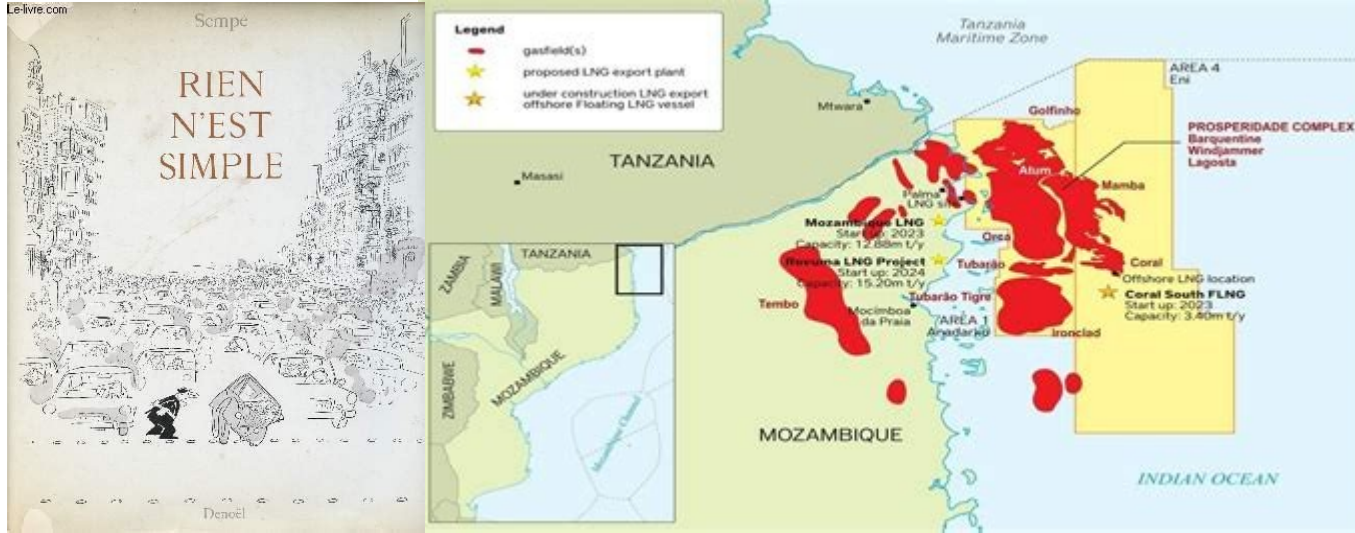 Le-livre.com
Sempé
RIEN
N'EST
SIMPLE
Denoël
Legend
gasfield(s)
proposed LNG export plant
under construction LNG export
offshore Floating LNG vessel
Tanzania
Maritime Zone
AREA 4
Eni
Mtwara
Golfinho
PROSPERIDADE COMPLEX
Barquentine
Windjammer
Lagosta
TANZANIA
Masasi
Atum
Mamba
Palma
LNG site
Mozambique LNG
Start up: 2023
Capacity: 12.88m t/y
Orca
Rovuma LNG Project
Start up: 2024
Capacity: 15.20m t/y
Tubarão
Coral
Offshore LNG location
Coral South FLNG
Start up: 2023
Capacity: 3.40m t/y
Tembo
Tubarão Tigre
Mocimboa
da Praia
AREA 1
Anadarko
Ironclad
TANZANIA
ZAMBIA
MALAWI
ZIMBABWE
MOZAMBIQUE
Mozambique Channel
MOZAMBIQUE
INDIAN OCEAN